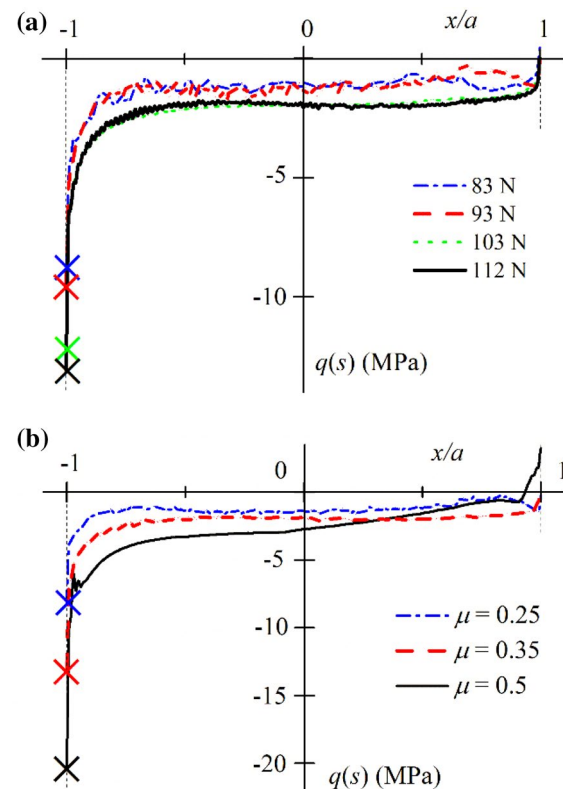 (a)
x/a
-1
0
1
-5
83 N
93 N
103 N
112 N
-10
q(s) (MPa)
(b)
x/a
-1
0
1
-5
-10
μ = 0.25
μ = 0.35
μ = 0.5
-15
-20
q(s) (MPa)